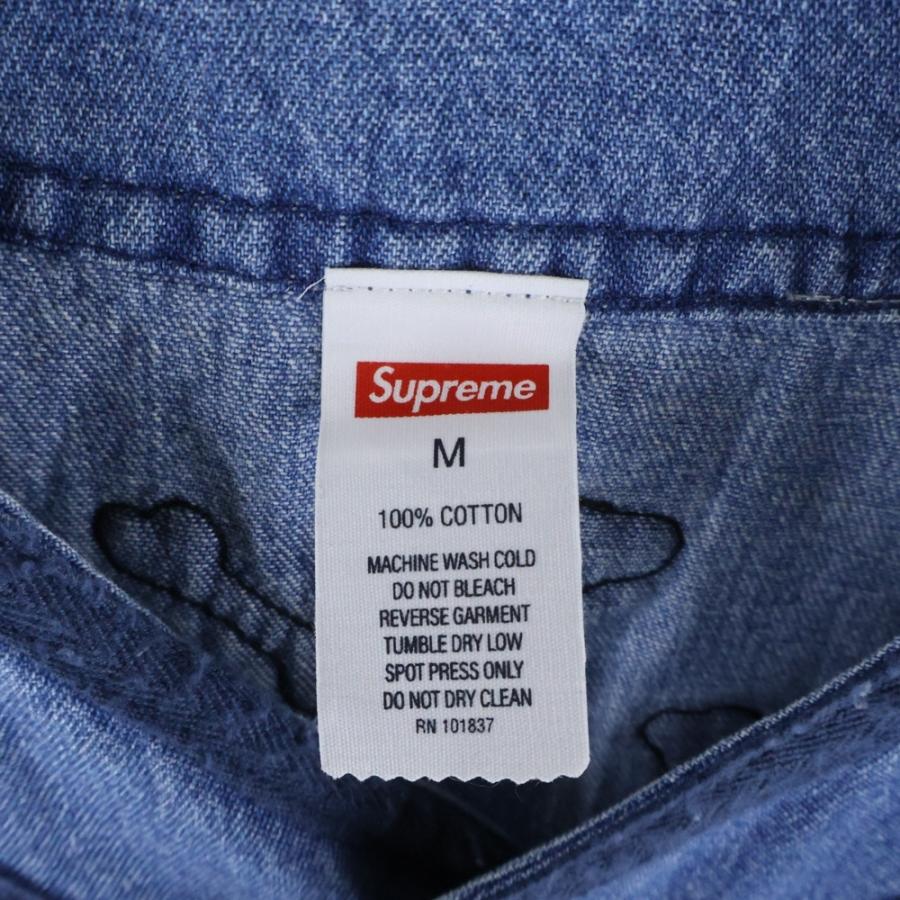 Supreme
M
100% COTTON
MACHINE WASH COLD
DO NOT BLEACH
REVERSE GARMENT
TUMBLE DRY LOW
SPOT PRESS ONLY
DO NOT DRY CLEAN
RN 101837